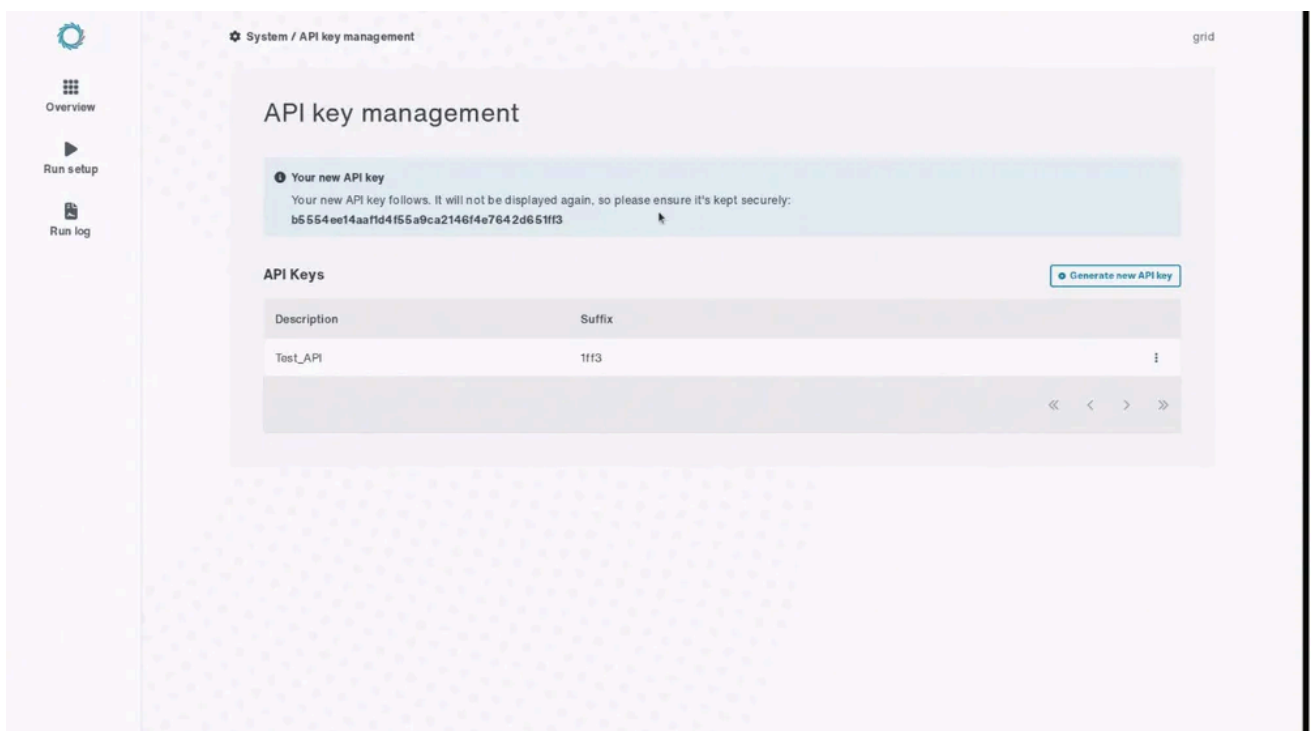 System / API key management
grid
Overview
Run setup
Run log
API key management
Your new API key
Your new API key follows. It will not be displayed again, so please ensure it's kept securely:
b5554ee14aaf1d4f55a9ca2146f4e7642d651ff3
API Keys
Generate new API key
Description Suffix
Test_API 1ff3